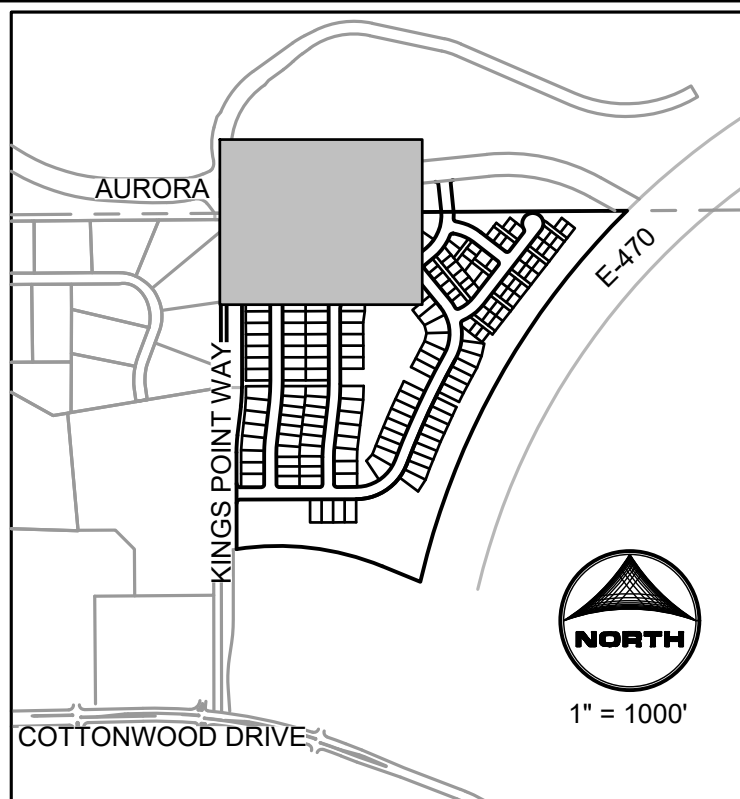 AURORA
E-470
KINGS POINT WAY
NORTH
1" = 1000'
COTTONWOOD DRIVE